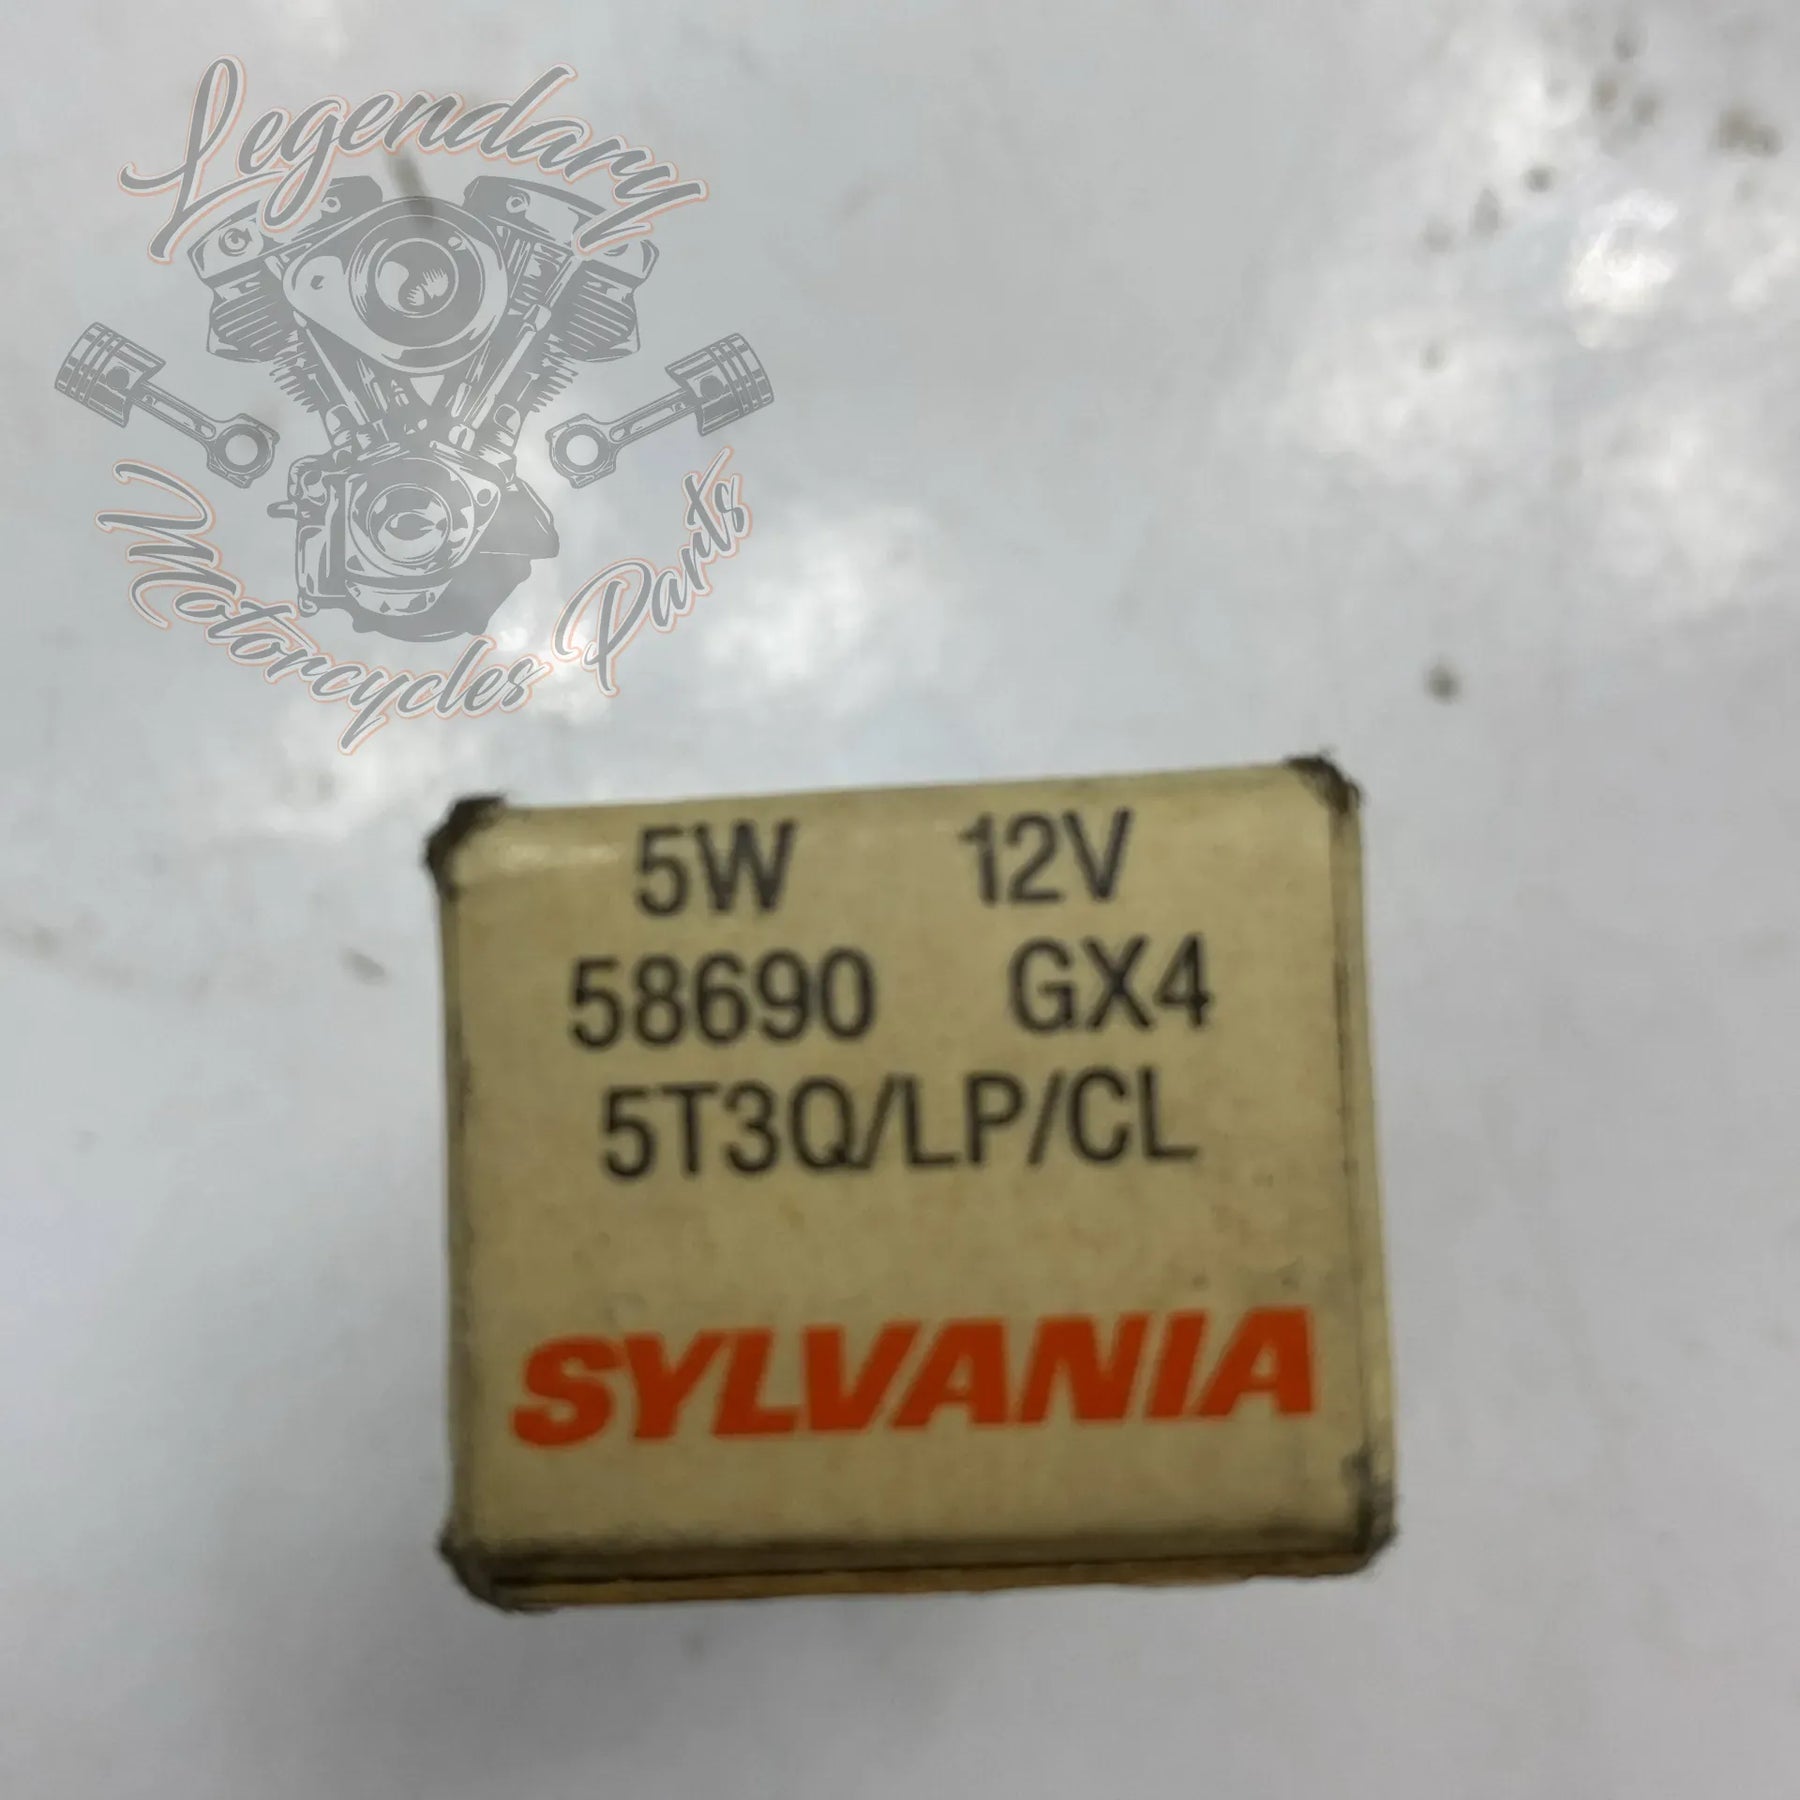 Legendary
Motorcycles Parts
5W 12V
58690 GX4
5T3Q/LP/CL
SYLVANIA